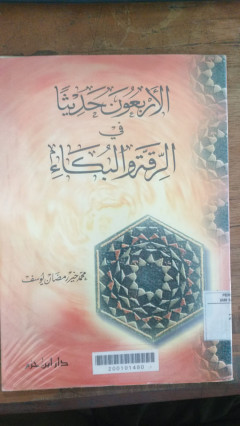 الأربعون حديثا
في
الرقة والبكاء
محمد خير رمضان يوسف
دار ابن حزم